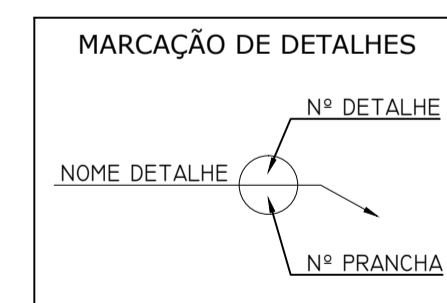 MARCAÇÃO DE DETALHES
Nº DETALHE
NOME DETALHE
Nº PRANCHA